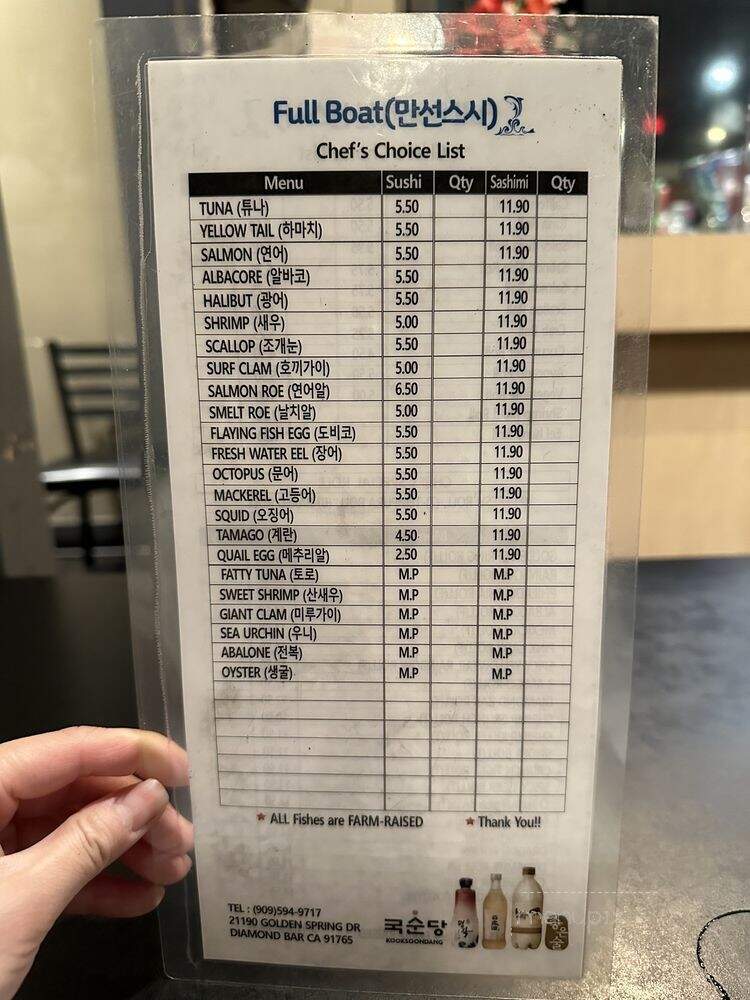 Full Boat(만선스시)
Chef's Choice List
Menu Sushi Qty Sashimi Qty
TUNA (튜나) 5.50 11.90
YELLOW TAIL (하마치) 5.50 11.90
SALMON (연어) 5.50 11.90
ALBACORE (알바코) 5.50 11.90
HALIBUT (광어) 5.50 11.90
SHRIMP (새우) 5.00 11.90
SCALLOP (조개눈) 5.50 11.90
SURF CLAM (호끼가이) 5.00 11.90
SALMON ROE (연어알) 6.50 11.90
SMELT ROE (날치알) 5.00 11.90
FLAYING FISH EGG (도비코) 5.50 11.90
FRESH WATER EEL (장어) 5.50 11.90
OCTOPUS (문어) 5.50 11.90
MACKEREL (고등어) 5.50 11.90
SQUID (오징어) 5.50 11.90
TAMAGO (계란) 4.50 11.90
QUAIL EGG (메추리알) 2.50 11.90
FATTY TUNA (토로) M.P M.P
SWEET SHRIMP (산새우) M.P M.P
GIANT CLAM (미루가이) M.P M.P
SEA URCHIN (우니) M.P M.P
ABALONE (전복) M.P M.P
OYSTER (생굴) M.P M.P
* ALL Fishes are FARM-RAISED * Thank You!!
TEL : (909)594-9717
21190 GOLDEN SPRING DR
DIAMOND BAR CA 91765
국순당
KOOKSOONDANG